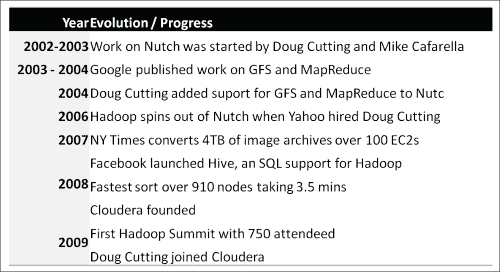 Year Evolution / Progress
2002-2003 Work on Nutch was started by Doug Cutting and Mike Cafarella
2003 - 2004 Google published work on GFS and MapReduce
2004 Doug Cutting added suport for GFS and MapReduce to Nutc
2006 Hadoop spins out of Nutch when Yahoo hired Doug Cutting
2007 NY Times converts 4TB of image archives over 100 EC2s
Facebook launched Hive, an SQL support for Hadoop
2008 Fastest sort over 910 nodes taking 3.5 mins
Cloudera founded
2009 First Hadoop Summit with 750 attendeed
Doug Cutting joined Cloudera